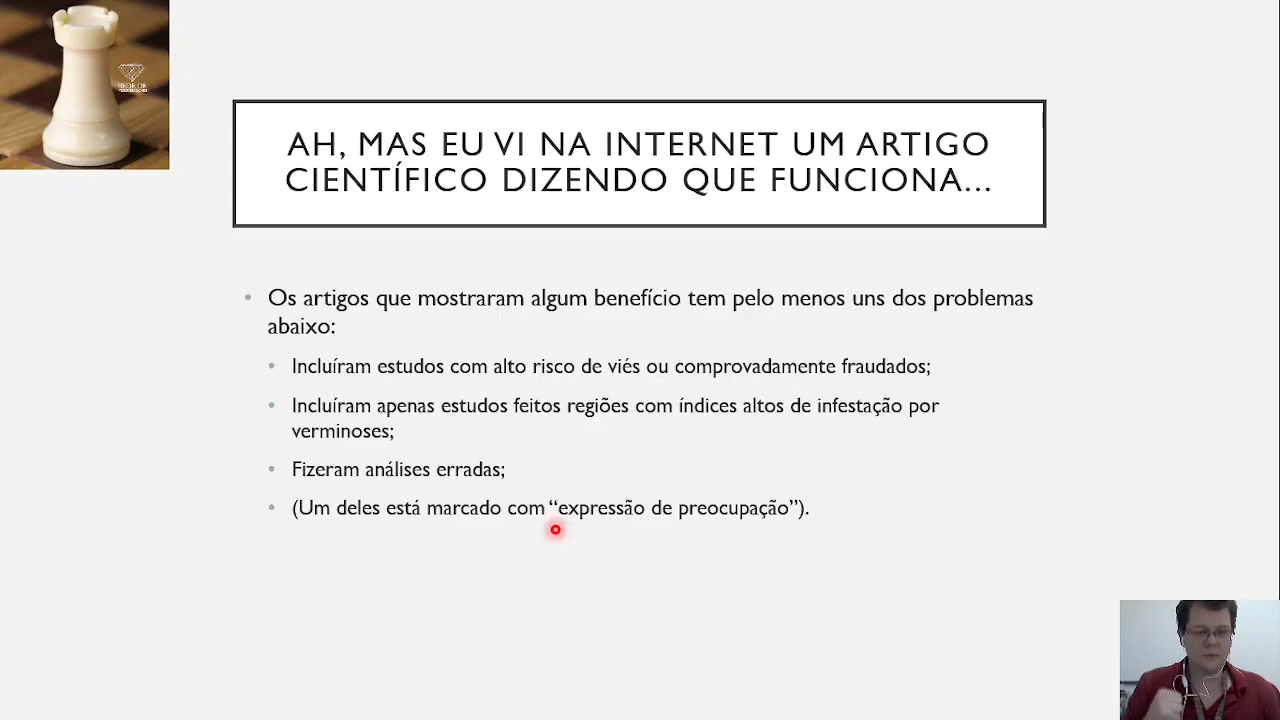 REDE DE
AH, MAS EU VI NA INTERNET UM ARTIGO
CIENTÍFICO DIZENDO QUE FUNCIONA...
• Os artigos que mostraram algum benefício tem pelo menos uns dos problemas
abaixo:
• Incluíram estudos com alto risco de viés ou comprovadamente fraudados;
• Incluíram apenas estudos feitos regiões com índices altos de infestação por
verminoses;
• Fizeram análises erradas;
• (Um deles está marcado com “expressão de preocupação”).